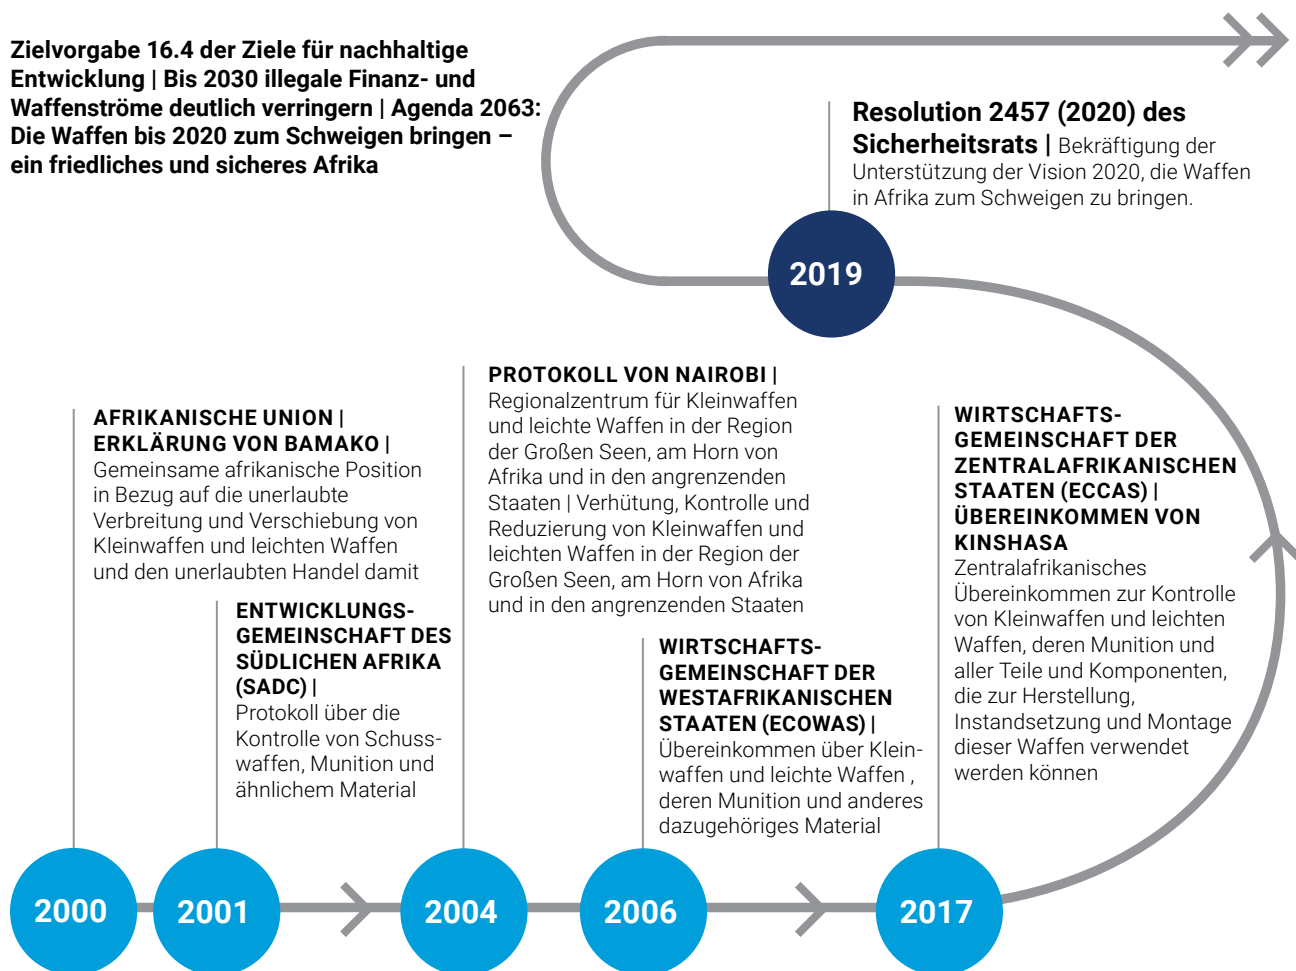 Zielvorgabe 16.4 der Ziele für nachhaltige
Entwicklung | Bis 2030 illegale Finanz- und
Waffenströme deutlich verringern | Agenda 2063:
Die Waffen bis 2020 zum Schweigen bringen –
ein friedliches und sicheres Afrika
Resolution 2457 (2020) des
Sicherheitsrats | Bekräftigung der
Unterstützung der Vision 2020, die Waffen
in Afrika zum Schweigen zu bringen.
2019
AFRIKANISCHE UNION |
ERKLÄRUNG VON BAMAKO |
Gemeinsame afrikanische Position
in Bezug auf die unerlaubte
Verbreitung und Verschiebung von
Kleinwaffen und leichten Waffen
und den unerlaubten Handel damit
ENTWICKLUNGS-
GEMEINSCHAFT DES
SÜDLICHEN AFRIKA
(SADC) |
Protokoll über die
Kontrolle von Schuss-
waffen, Munition und
ähnlichem Material
PROTOKOLL VON NAIROBI |
Regionalzentrum für Kleinwaffen
und leichte Waffen in der Region
der Großen Seen, am Horn von
Afrika und in den angrenzenden
Staaten | Verhütung, Kontrolle und
Reduzierung von Kleinwaffen und
leichten Waffen in der Region der
Großen Seen, am Horn von Afrika
und in den angrenzenden Staaten
WIRTSCHAFTS-
GEMEINSCHAFT DER
WESTAFRIKANISCHEN
STAATEN (ECOWAS) |
Übereinkommen über Klein-
waffen und leichte Waffen ,
deren Munition und anderes
dazugehöriges Material
WIRTSCHAFTS-
GEMEINSCHAFT DER
ZENTRALAFRIKANISCHEN
STAATEN (ECCAS) |
ÜBEREINKOMMEN VON
KINSHASA
Zentralafrikanisches
Übereinkommen zur Kontrolle
von Kleinwaffen und leichten
Waffen, deren Munition und
aller Teile und Komponenten,
die zur Herstellung,
Instandsetzung und Montage
dieser Waffen verwendet
werden können
2000
2001
2004
2006
2017